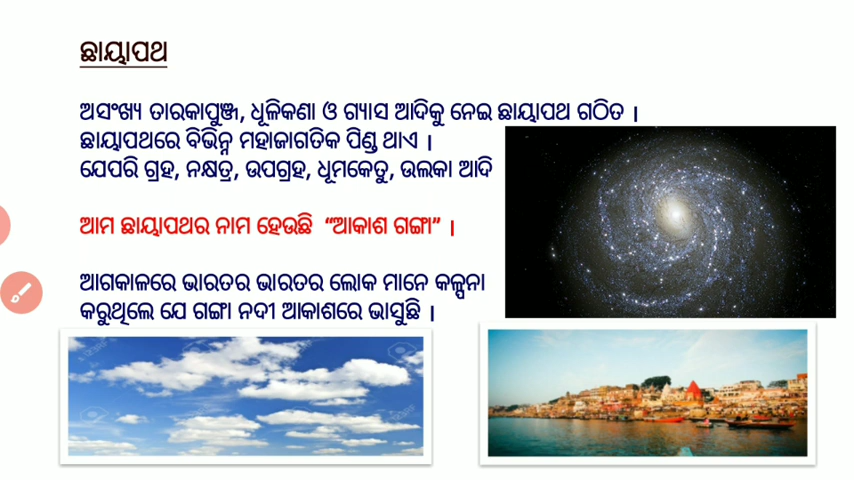 ଛାୟାପଥ
ଅସଂଖ୍ୟ ତାରକାପୁଞ୍ଜ, ଧୂଳିକଣା ଓ ଗ୍ୟାସ ଆଦିକୁ ନେଇ ଛାୟାପଥ ଗଠିତ ।
ଛାୟାପଥରେ ବିଭିନ୍ନ ମହାଜାଗତିକ ପିଣ୍ଡ ଥାଏ ।
ଯେପରି ଗ୍ରହ, ନକ୍ଷତ୍ର, ଉପଗ୍ରହ, ଧୂମକେତୁ, ଉଲକା ଆଦି
ଆମ ଛାୟାପଥର ନାମ ହେଉଛି “ଆକାଶ ଗଙ୍ଗା” ।
ଆଗକାଳରେ ଭାରତର ଭାରତର ଲୋକ ମାନେ କଳ୍ପନା
କରୁଥିଲେ ଯେ ଗଙ୍ଗା ନଦୀ ଆକାଶରେ ଭାସୁଛି ।